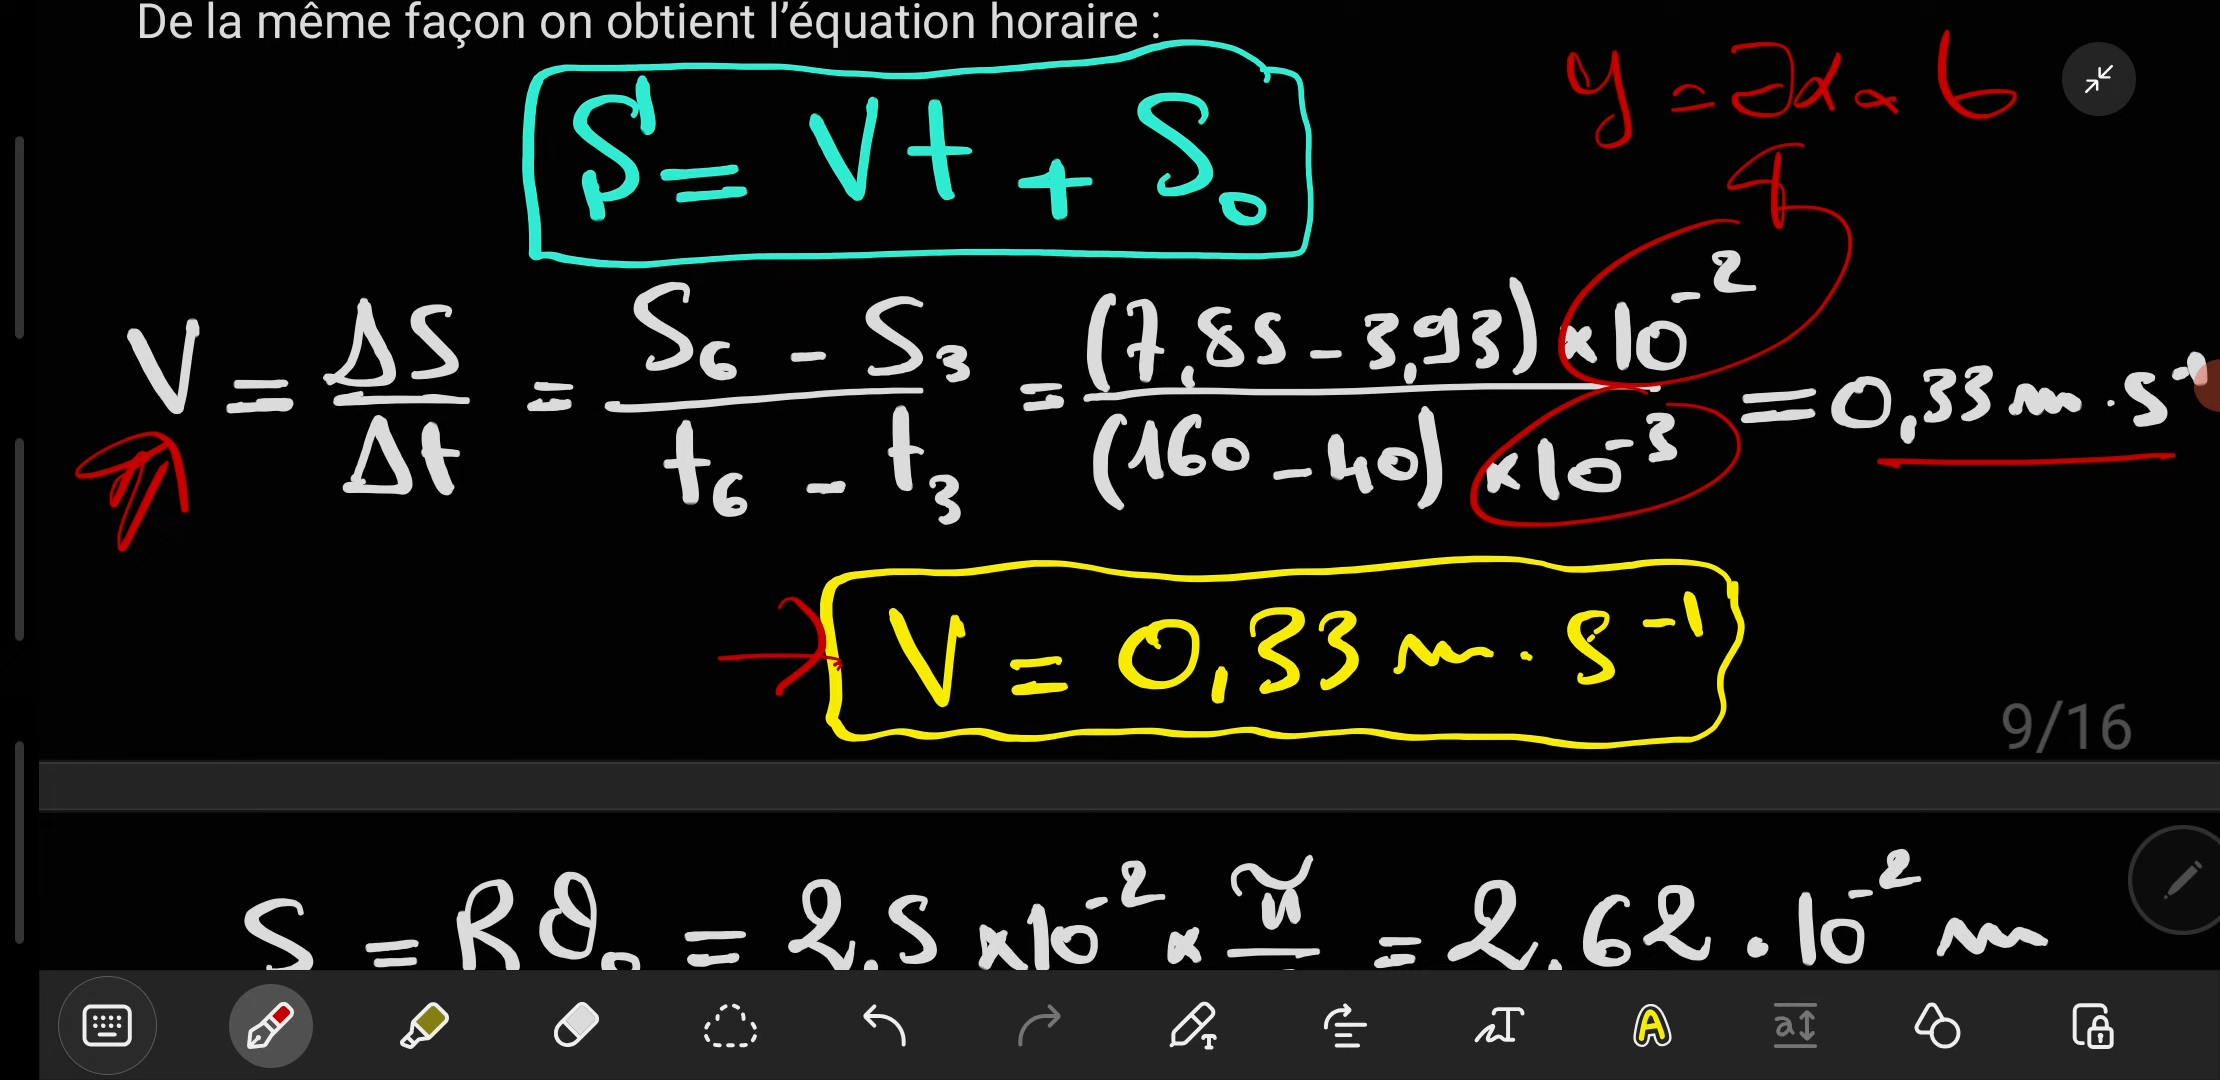 De la même façon on obtient l'équation horaire :
S = Vt + S₀
V = ΔS/Δt = (S₆ - S₃)/(t₆ - t₃) = (7,85 - 3,93) × 10⁻²/(160 - 40) × 10⁻³ = 0,33 m · s⁻¹
V = 0,33 m · s⁻¹
9/16
S = Rθ₀ = 2,5 × 10⁻² × π = 2,62 . 10⁻² m